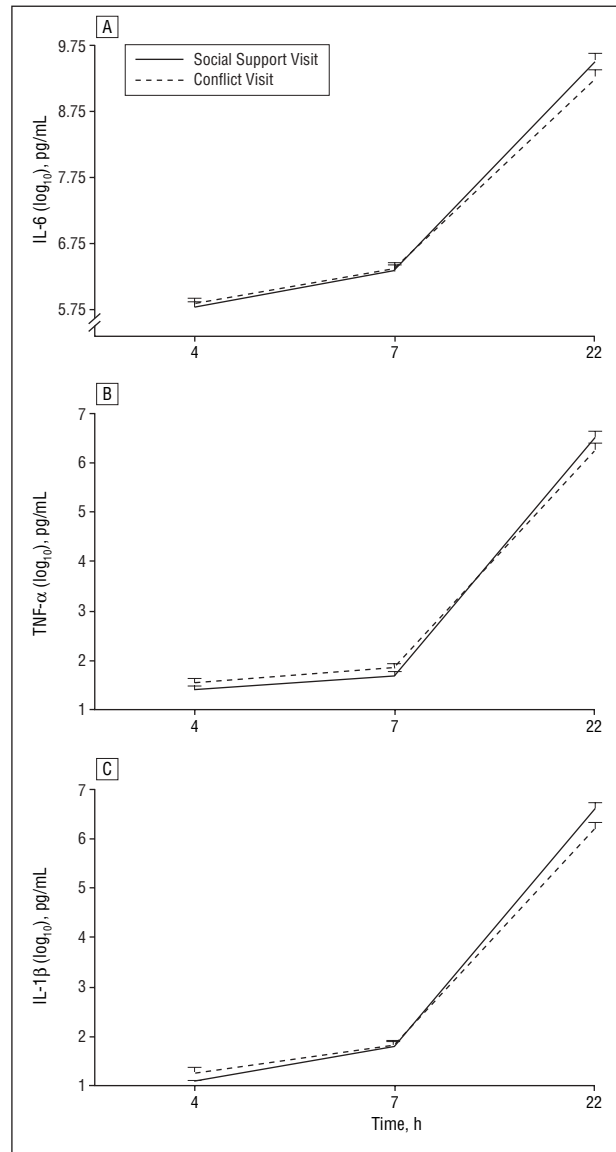 A
9.75
8.75
7.75
6.75
5.75
IL-6 (log10), pg/mL
Social Support Visit
Conflict Visit
4 7 22
B
7
6
5
4
3
2
1
TNF-α (log10), pg/mL
4 7 22
C
7
6
5
4
3
2
1
IL-1β (log10), pg/mL
4 7 22
Time, h